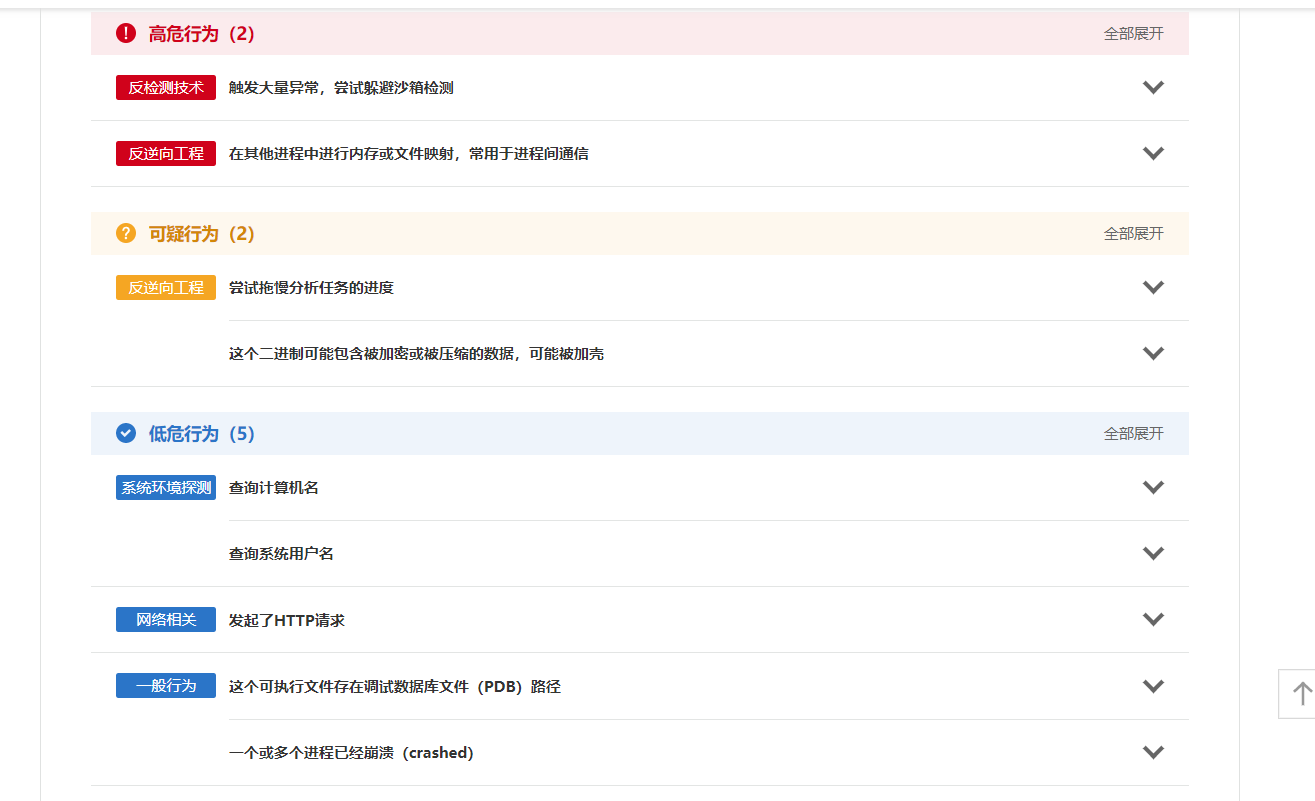 高危行为（2）
全部展开
反检测技术 触发大量异常，尝试躲避沙箱检测
反逆向工程 在其他进程中进行内存或文件映射，常用于进程间通信
可疑行为（2）
全部展开
反逆向工程 尝试拖慢分析任务的进度
这个二进制可能包含被加密或被压缩的数据，可能被加壳
低危行为（5）
全部展开
系统环境探测 查询计算机名
查询系统用户名
网络相关 发起了HTTP请求
一般行为 这个可执行文件存在调试数据库文件（PDB）路径
一个或多个进程已经崩溃（crashed）